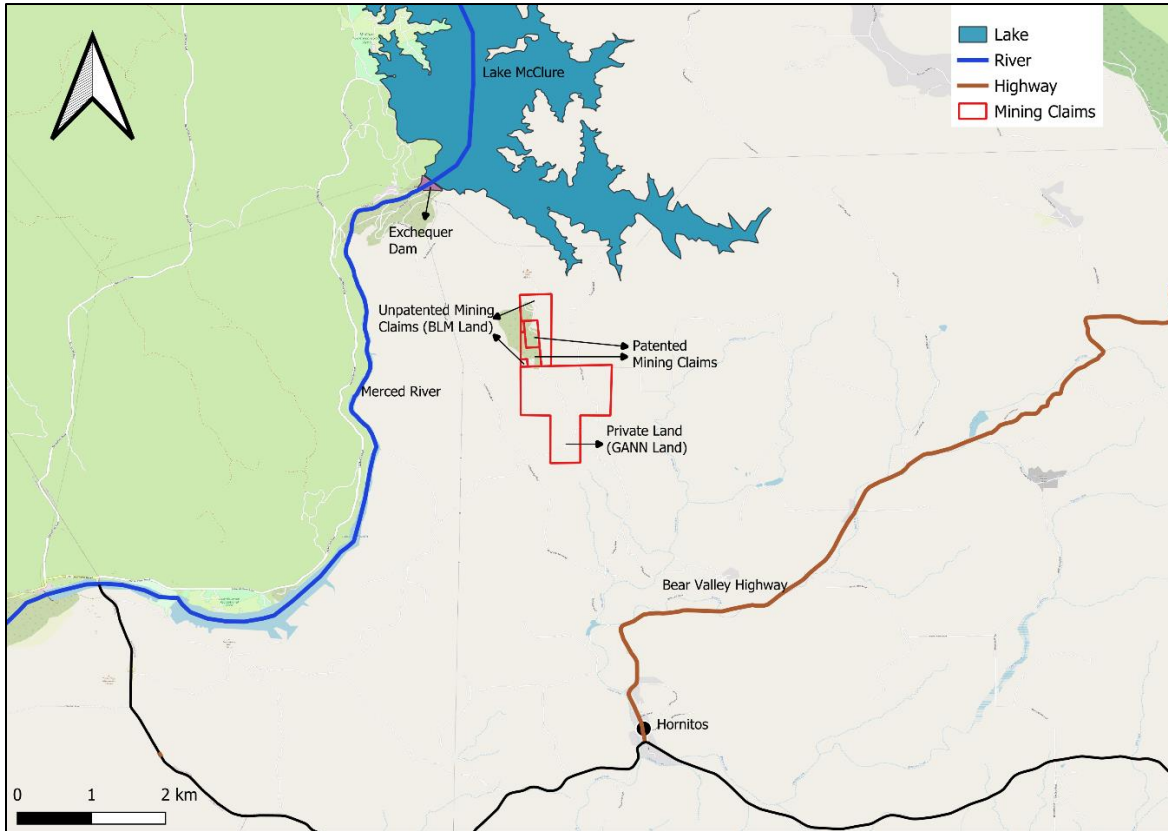 Lake McClure
Lake
River
Highway
Mining Claims
Exchequer
Dam
Unpatented Mining
Claims (BLM Land)
Patented
Mining Claims
Merced River
Private Land
(GANN Land)
Bear Valley Highway
Hornitos
0 1 2 km